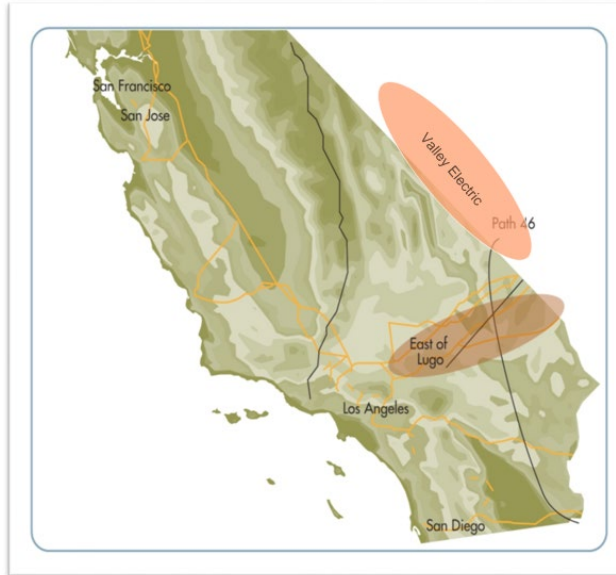 San Francisco
San Jose
Valley Electric
Path 46
East of
Lugo
Los Angeles
San Diego